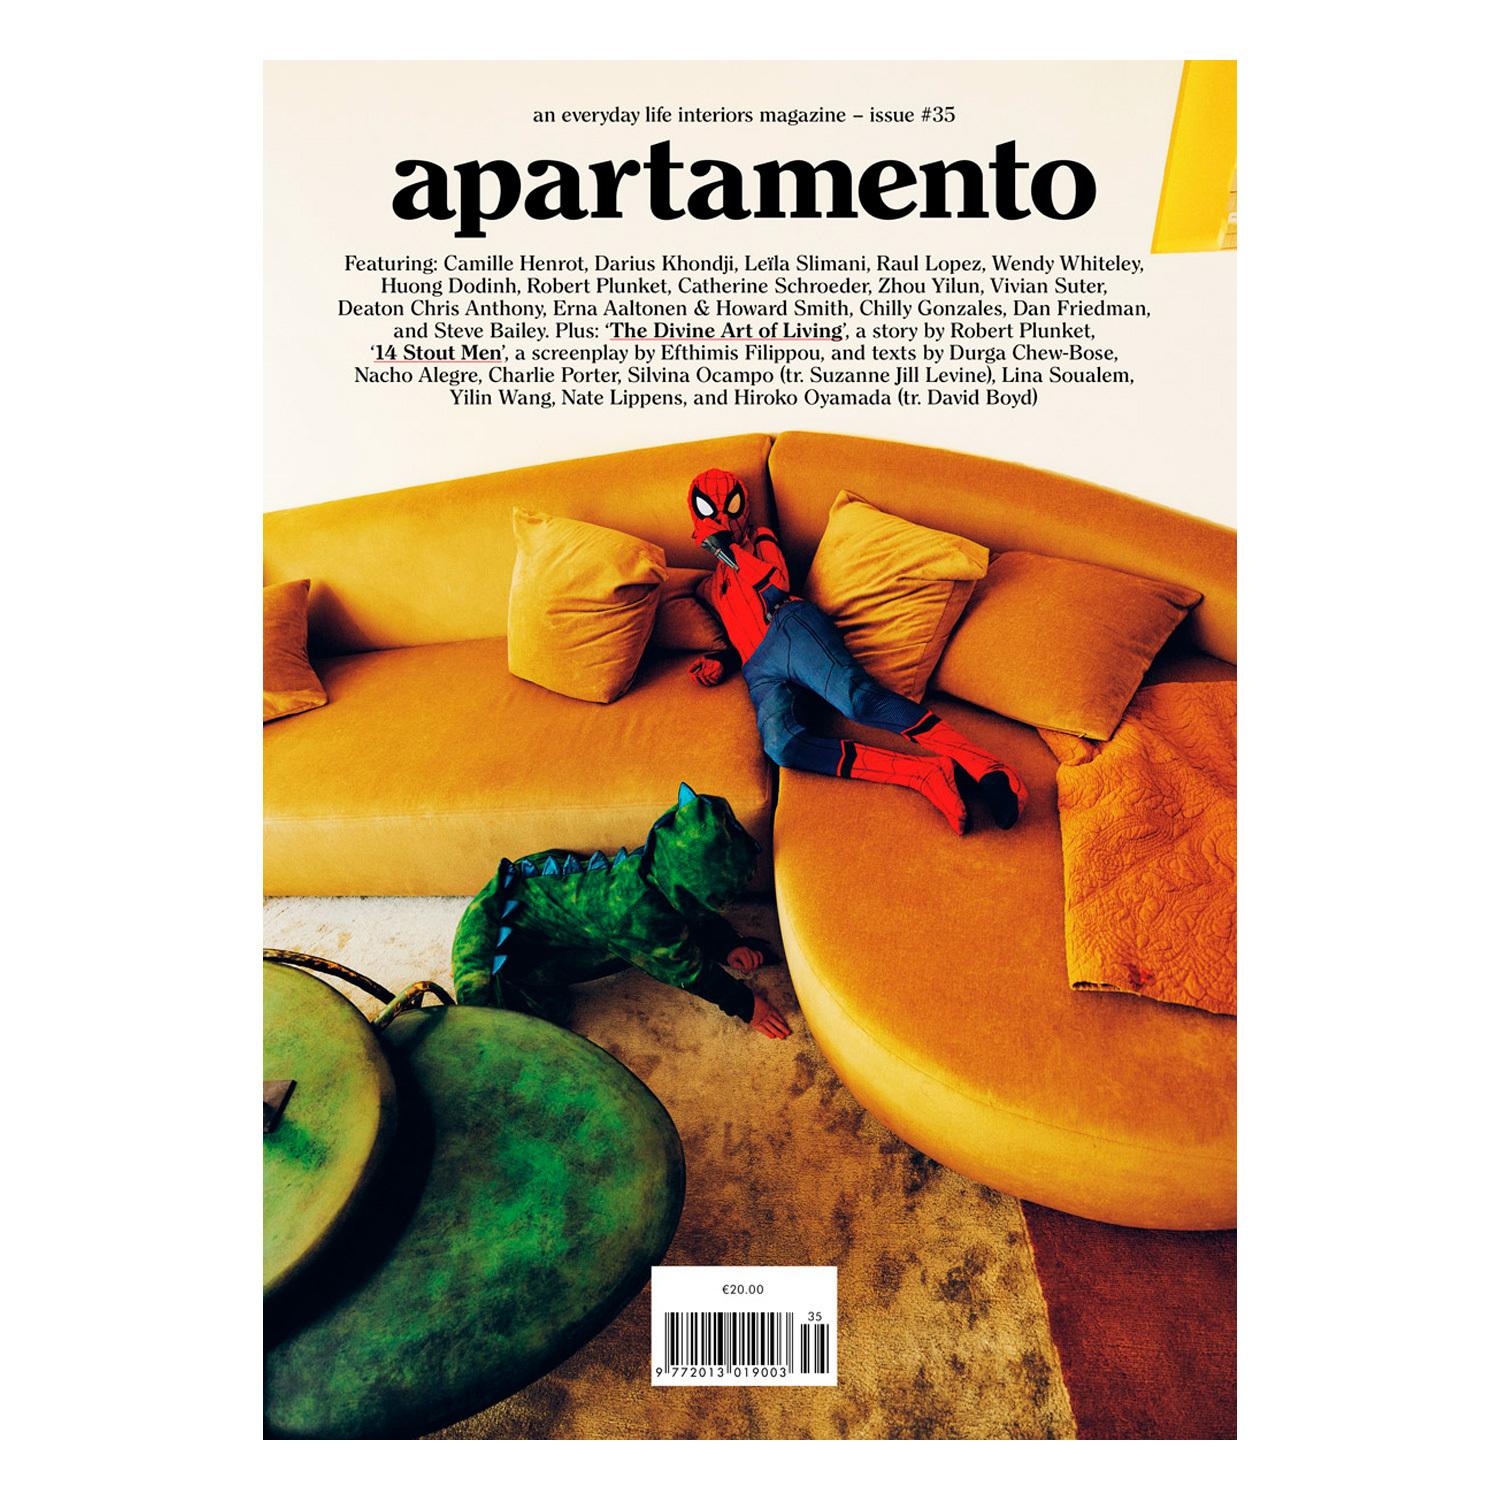 an everyday life interiors magazine – issue #35
apartamento
Featuring: Camille Henrot, Darius Khondji, Leïla Slimani, Raul Lopez, Wendy Whiteley,
Huong Dodinh, Robert Plunket, Catherine Schroeder, Zhou Yilun, Vivian Suter,
Deaton Chris Anthony, Erna Aaltonen & Howard Smith, Chilly Gonzales, Dan Friedman,
and Steve Bailey. Plus: ‘The Divine Art of Living’, a story by Robert Plunket,
‘14 Stout Men’, a screenplay by Efthimis Filippou, and texts by Durga Chew-Bose,
Nacho Alegre, Charlie Porter, Silvina Ocampo (tr. Suzanne Jill Levine), Lina Soualem,
Yilin Wang, Nate Lippens, and Hiroko Oyamada (tr. David Boyd)
€20.00
35
9 772013 019003